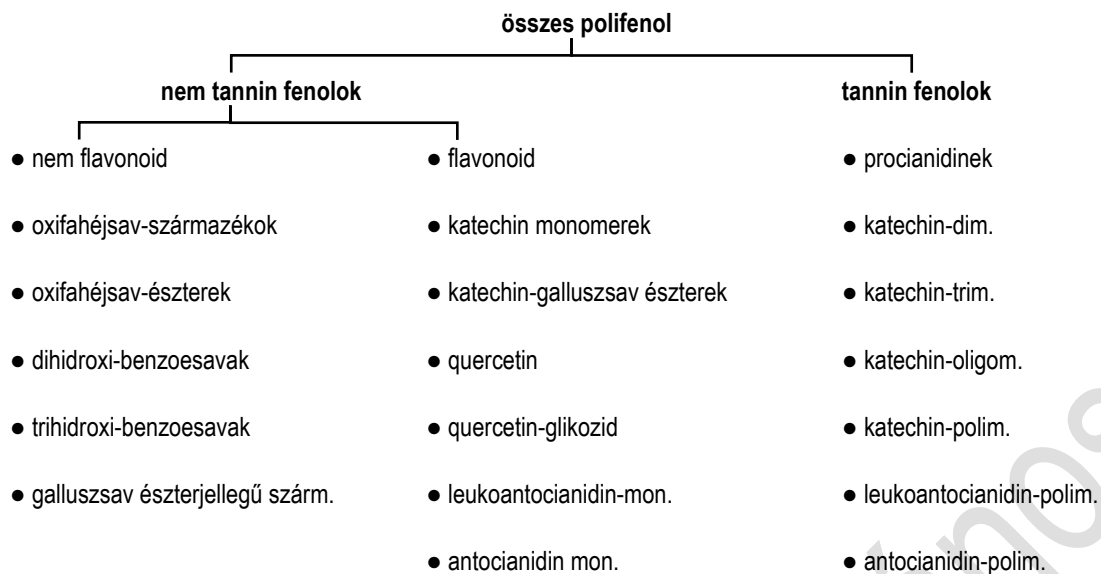 összes polifenol
nem tannin fenolok
tannin fenolok
● nem flavonoid
● flavonoid
● procianidinek
● oxifahéjsav-származékok
● katechin monomerek
● katechin-dim.
● oxifahéjsav-észterek
● katechin-galluszsav észterek
● katechin-trim.
● dihidroxi-benzoesavak
● quercetin
● katechin-oligom.
● trihidroxi-benzoesavak
● quercetin-glikozid
● katechin-polim.
● galluszsav észterjellegű szárm.
● leukoantocianidin-mon.
● leukoantocianidin-polim.
● antocianidin mon.
● antocianidin-polim.